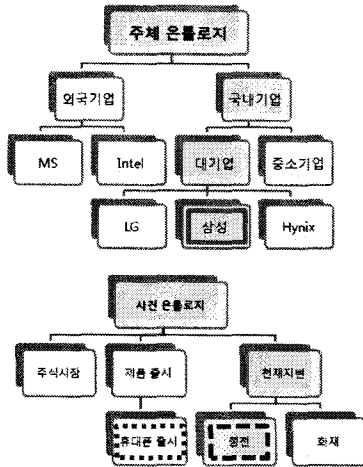 주체 온톨로지
외국기업 국내기업
MS Intel 대기업 중소기업
LG 삼성 Hynix
사건 온톨로지
주식시장 제품 출시 천재지변
휴대폰 출시 정전 화재